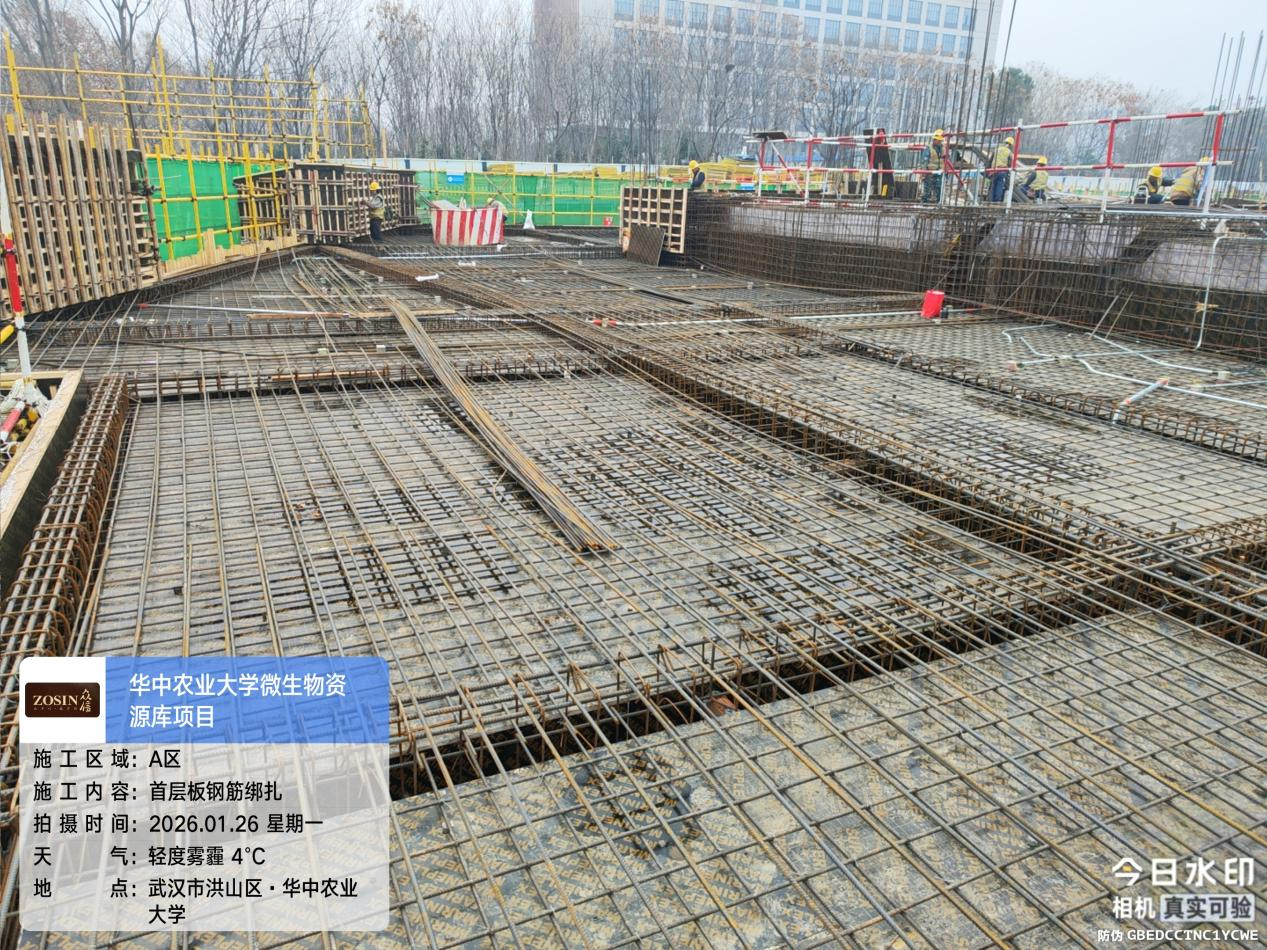 ZOSIN 众信
华中农业大学微生物资
源库项目
施工区域：A区
施工内容：首层板钢筋绑扎
拍摄时间：2026.01.26 星期一
天气：轻度雾霾 4℃
地点：武汉市洪山区·华中农业
大学
今日水印
相机 真实可验
防伪 GBEDCCTNC1YCWE